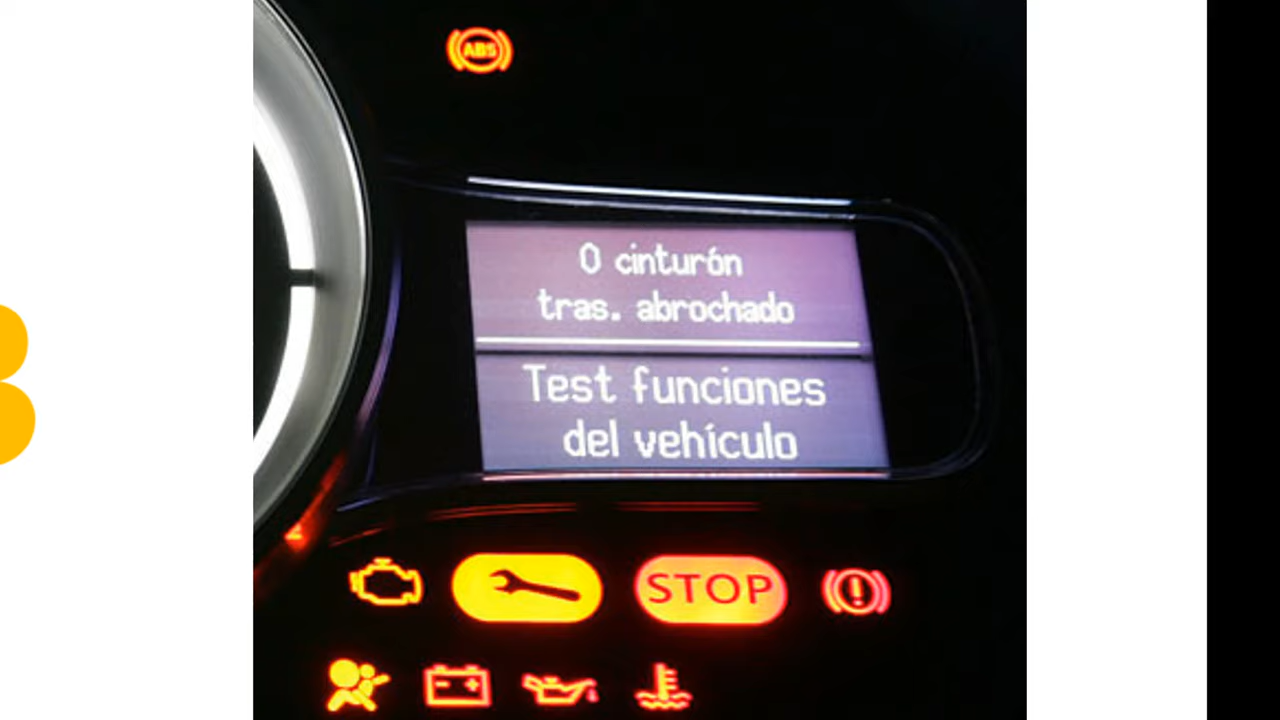 ABS
0 cinturón
tras. abrochado
Test funciones
del vehículo
STOP